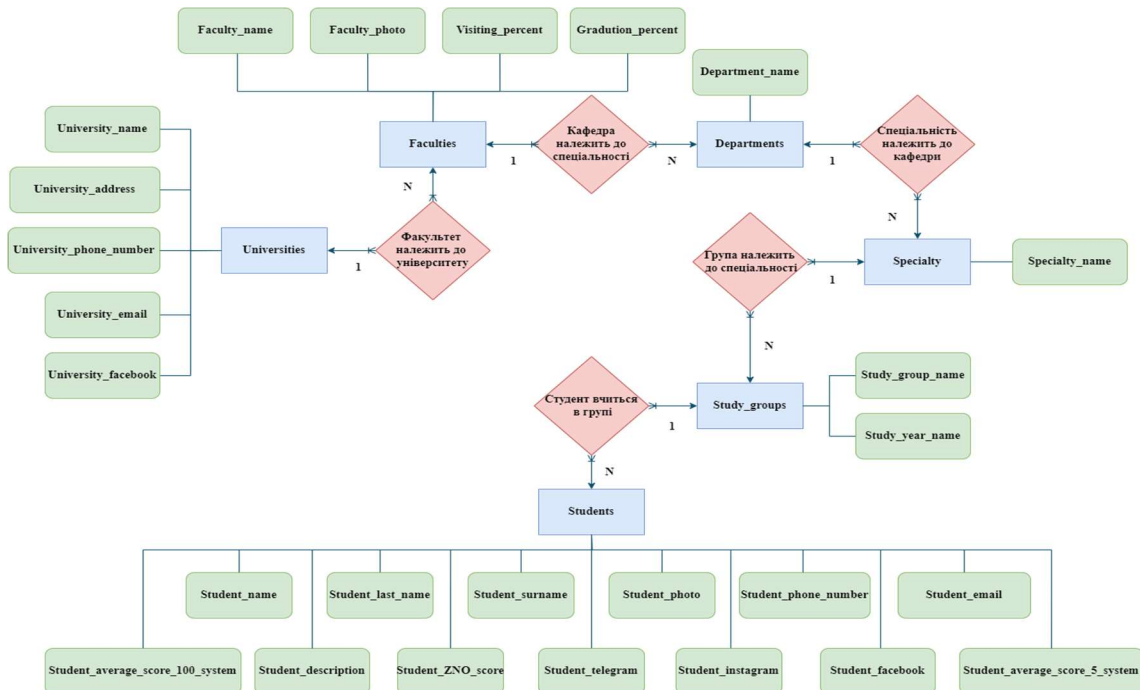 Faculty_name
Faculty_photo
Visiting_percent
Gradution_percent
Department_name
University_name
University_address
University_phone_number
University_email
University_facebook
Universities
1
Факультет
належить до
університету
N
Faculties
1
Кафедра
належить до
спеціальності
N
Departments
1
Спеціальність
належить до
кафедри
N
Група належить
до спеціальності
1
Specialty
Specialty_name
N
Студент вчиться
в групі
1
Study_groups
Study_group_name
Study_year_name
N
Students
Student_name
Student_last_name
Student_surname
Student_photo
Student_phone_number
Student_email
Student_average_score_100_system
Student_description
Student_ZNO_score
Student_telegram
Student_instagram
Student_facebook
Student_average_score_5_system